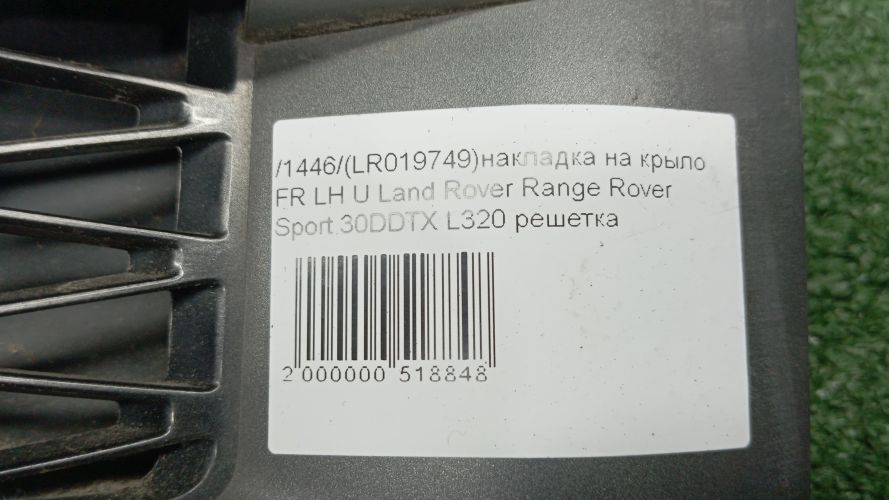 /1446/(LR019749)накладка на крыло
FR LH U Land Rover Range Rover
Sport 30DDTX L320 решетка
2 000000 518848